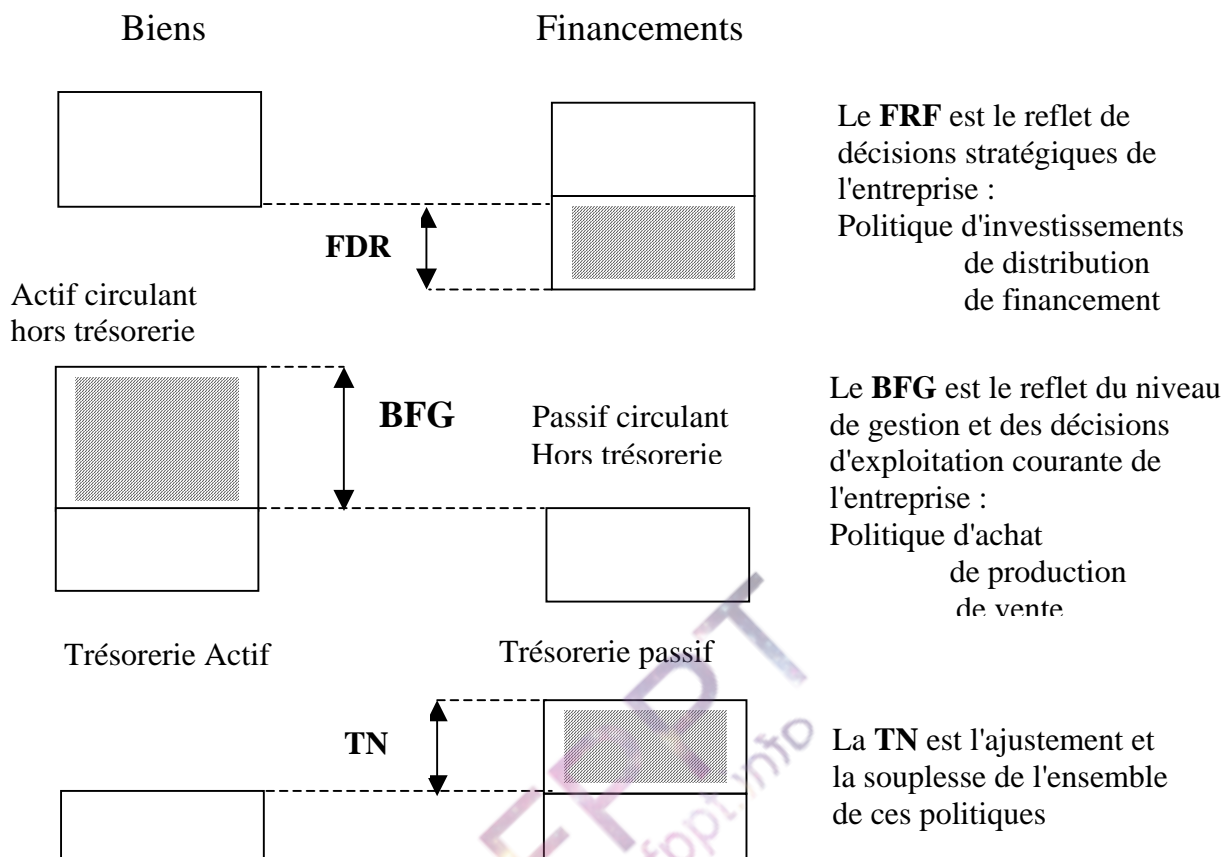 Biens
Financements
Le FRF est le reflet de
décisions stratégiques de
l'entreprise :
Politique d'investissements
de distribution
de financement
FDR
Actif circulant
hors trésorerie
BFG
Passif circulant
Hors trésorerie
Le BFG est le reflet du niveau
de gestion et des décisions
d'exploitation courante de
l'entreprise :
Politique d'achat
de production
de vente
Trésorerie Actif
Trésorerie passif
TN
La TN est l'ajustement et
la souplesse de l'ensemble
de ces politiques
FPPT
fppt.info